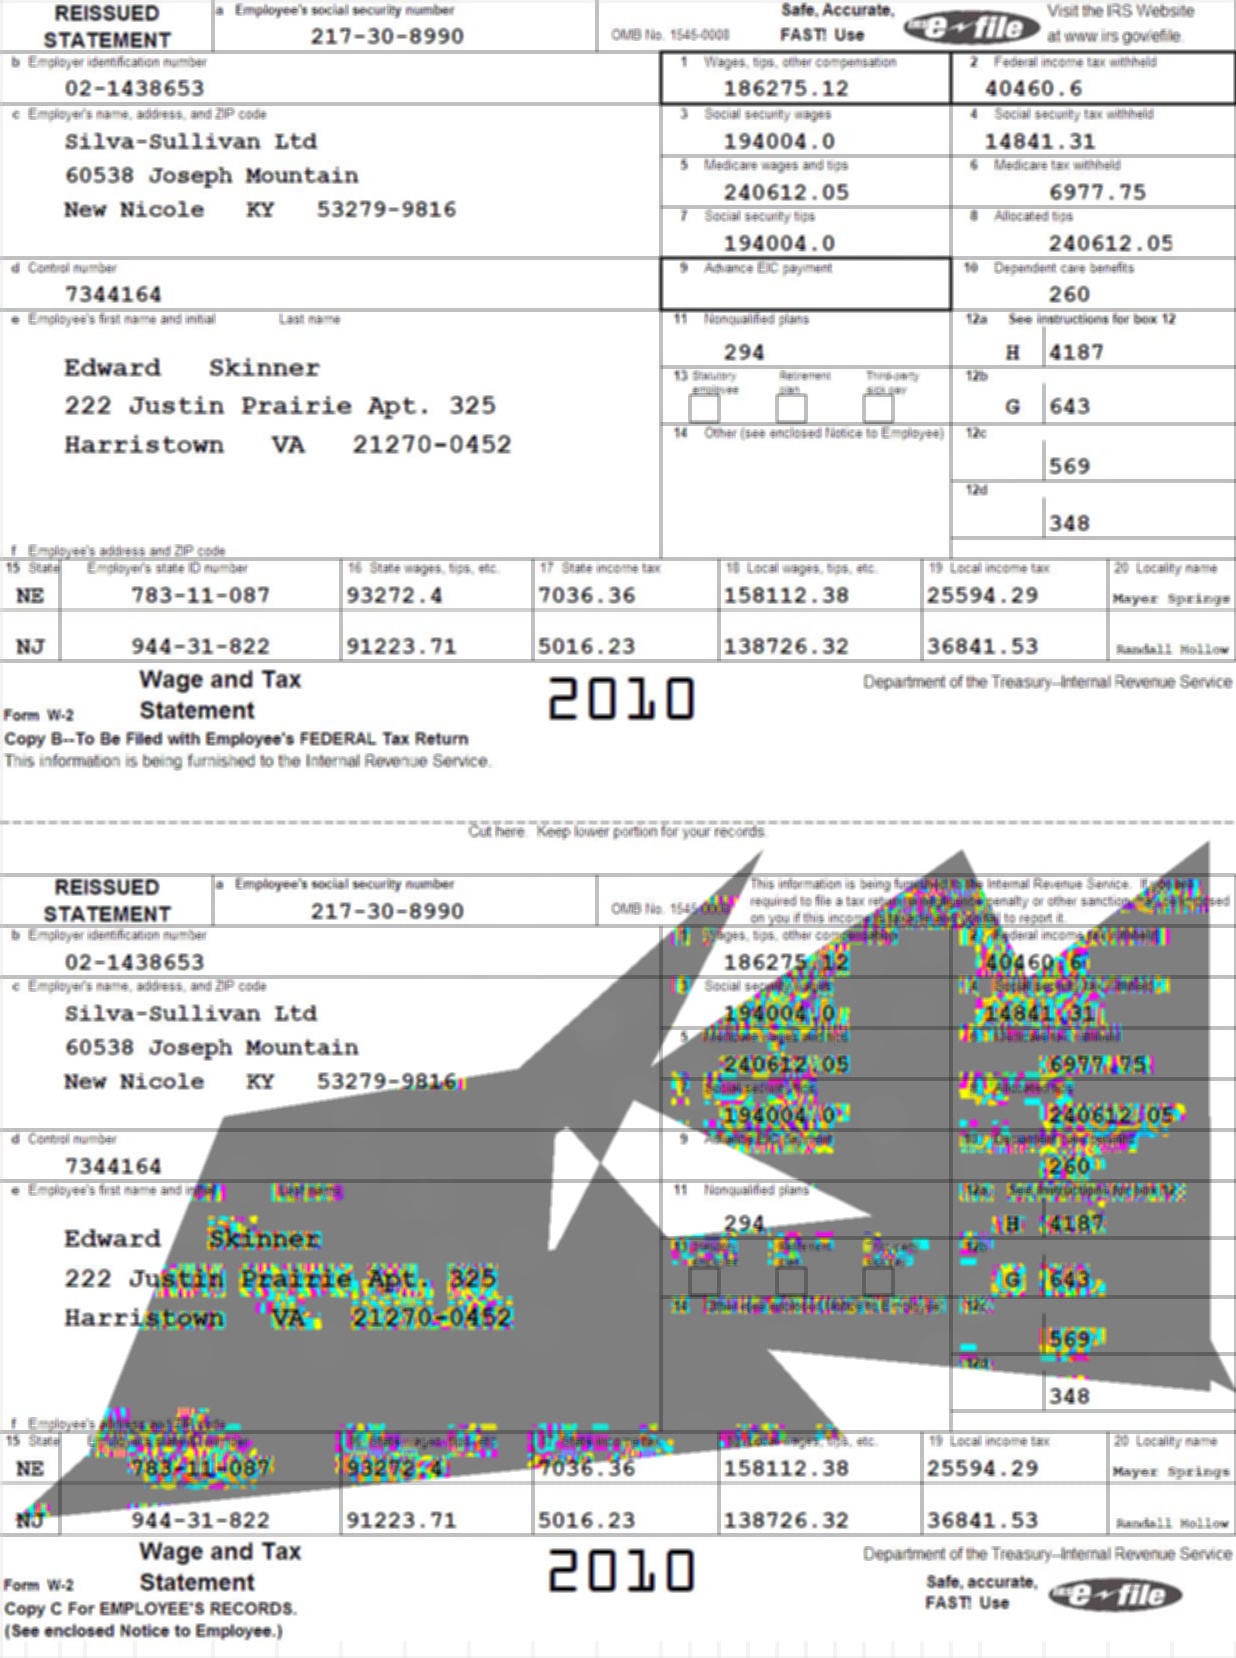 REISSUED STATEMENT a Employee's social security number 217-30-8990 OMB No. 1545-0008 Safe, Accurate, FAST! Use IRS e~file Visit the IRS Website at www.irs.gov/efile.
b Employer identification number 02-1438653
1 Wages, tips, other compensation 186275.12
2 Federal income tax withheld 40460.6
c Employer's name, address, and ZIP code
Silva-Sullivan Ltd
60538 Joseph Mountain
New Nicole KY 53279-9816
3 Social security wages 194004.0
4 Social security tax withheld 14841.31
5 Medicare wages and tips 240612.05
6 Medicare tax withheld 6977.75
7 Social security tips 194004.0
8 Allocated tips 240612.05
d Control number 7344164
9 Advance EIC payment
10 Dependent care benefits 260
e Employee's first name and initial Last name
Edward Skinner
222 Justin Prairie Apt. 325
Harristown VA 21270-0452
11 Nonqualified plans 294
12a See instructions for box 12 H 4187
13 Statutory employee Retirement plan Third-party sick pay
12b G 643
14 Other (see enclosed Notice to Employee)
12c 569
12d 348
f Employee's address and ZIP code
15 State Employer's state ID number 16 State wages, tips, etc. 17 State income tax 18 Local wages, tips, etc. 19 Local income tax 20 Locality name
NE 783-11-087 93272.4 7036.36 158112.38 25594.29 Mayer Springs
NJ 944-31-822 91223.71 5016.23 138726.32 36841.53 Randall Hollow
Form W-2 Wage and Tax Statement 2010 Department of the Treasury--Internal Revenue Service
Copy B--To Be Filed with Employee's FEDERAL Tax Return
This information is being furnished to the Internal Revenue Service.
Cut here. Keep lower portion for your records.
REISSUED STATEMENT a Employee's social security number 217-30-8990 OMB No. 1545-0008
This information is being furnished to the Internal Revenue Service. If you are
required to file a tax return, a negligence penalty or other sanction may be imposed
on you if this income is taxable and you fail to report it.
b Employer identification number 02-1438653
1 Wages, tips, other compensation 186275.12
2 Federal income tax withheld 40460.6
c Employer's name, address, and ZIP code
Silva-Sullivan Ltd
60538 Joseph Mountain
New Nicole KY 53279-9816
3 Social security wages 194004.0
4 Social security tax withheld 14841.31
5 Medicare wages and tips 240612.05
6 Medicare tax withheld 6977.75
7 Social security tips 194004.0
8 Allocated tips 240612.05
d Control number 7344164
9 Advance EIC payment
10 Dependent care benefits 260
e Employee's first name and initial Last name
Edward Skinner
222 Justin Prairie Apt. 325
Harristown VA 21270-0452
11 Nonqualified plans 294
12a See instructions for box 12 H 4187
13 Statutory employee Retirement plan Third-party sick pay
12b G 643
14 Other (see enclosed Notice to Employee)
12c 569
12d 348
f Employee's address and ZIP code
15 State Employer's state ID number 16 State wages, tips, etc. 17 State income tax 18 Local wages, tips, etc. 19 Local income tax 20 Locality name
NE 783-11-087 93272.4 7036.36 158112.38 25594.29 Mayer Springs
NJ 944-31-822 91223.71 5016.23 138726.32 36841.53 Randall Hollow
Form W-2 Wage and Tax Statement 2010 Department of the Treasury--Internal Revenue Service
Copy C For EMPLOYEE'S RECORDS.
(See enclosed Notice to Employee.)
Safe, accurate, FAST! Use IRS e~file